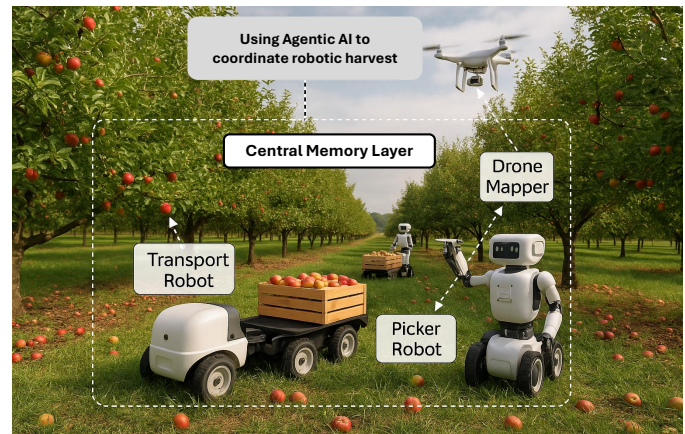 Using Agentic AI to
coordinate robotic harvest
Central Memory Layer
Drone
Mapper
Transport
Robot
Picker
Robot